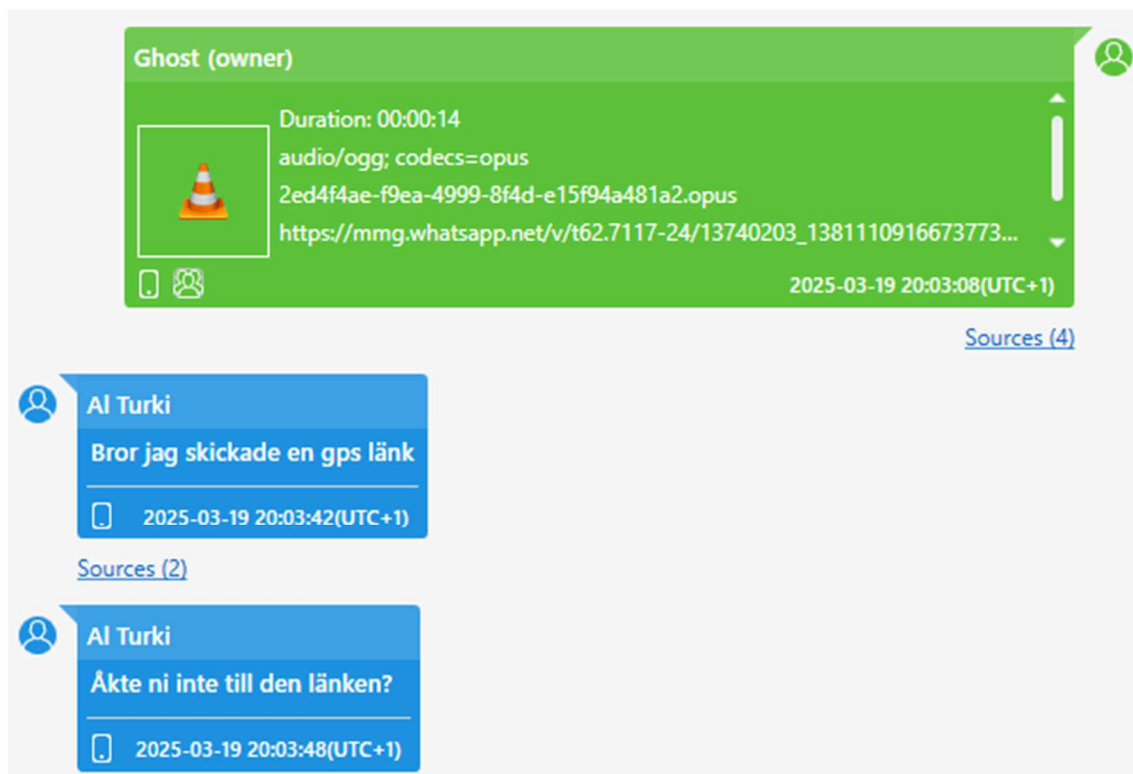 Ghost (owner)
Duration: 00:00:14
audio/ogg; codecs=opus
2ed4f4ae-f9ea-4999-8f4d-e15f94a481a2.opus
https://mmg.whatsapp.net/v/t62.7117-24/13740203_1381110916673773...
2025-03-19 20:03:08(UTC+1)
Sources (4)
Al Turki
Bror jag skickade en gps länk
2025-03-19 20:03:42(UTC+1)
Sources (2)
Al Turki
Åkte ni inte till den länken?
2025-03-19 20:03:48(UTC+1)